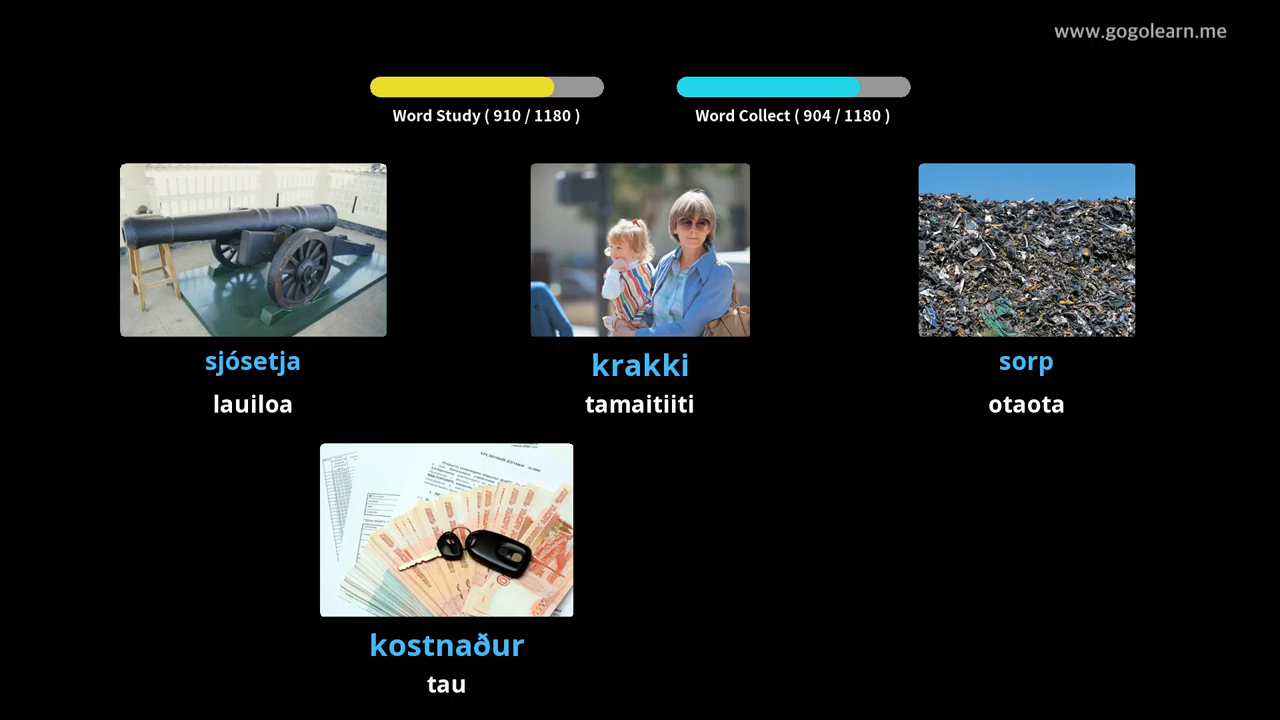 www.gogolearn.me
Word Study ( 910 / 1180 )
Word Collect ( 904 / 1180 )
sjósetja
lauiloa
krakki
tamaitiiti
sorp
otaota
kostnaður
tau